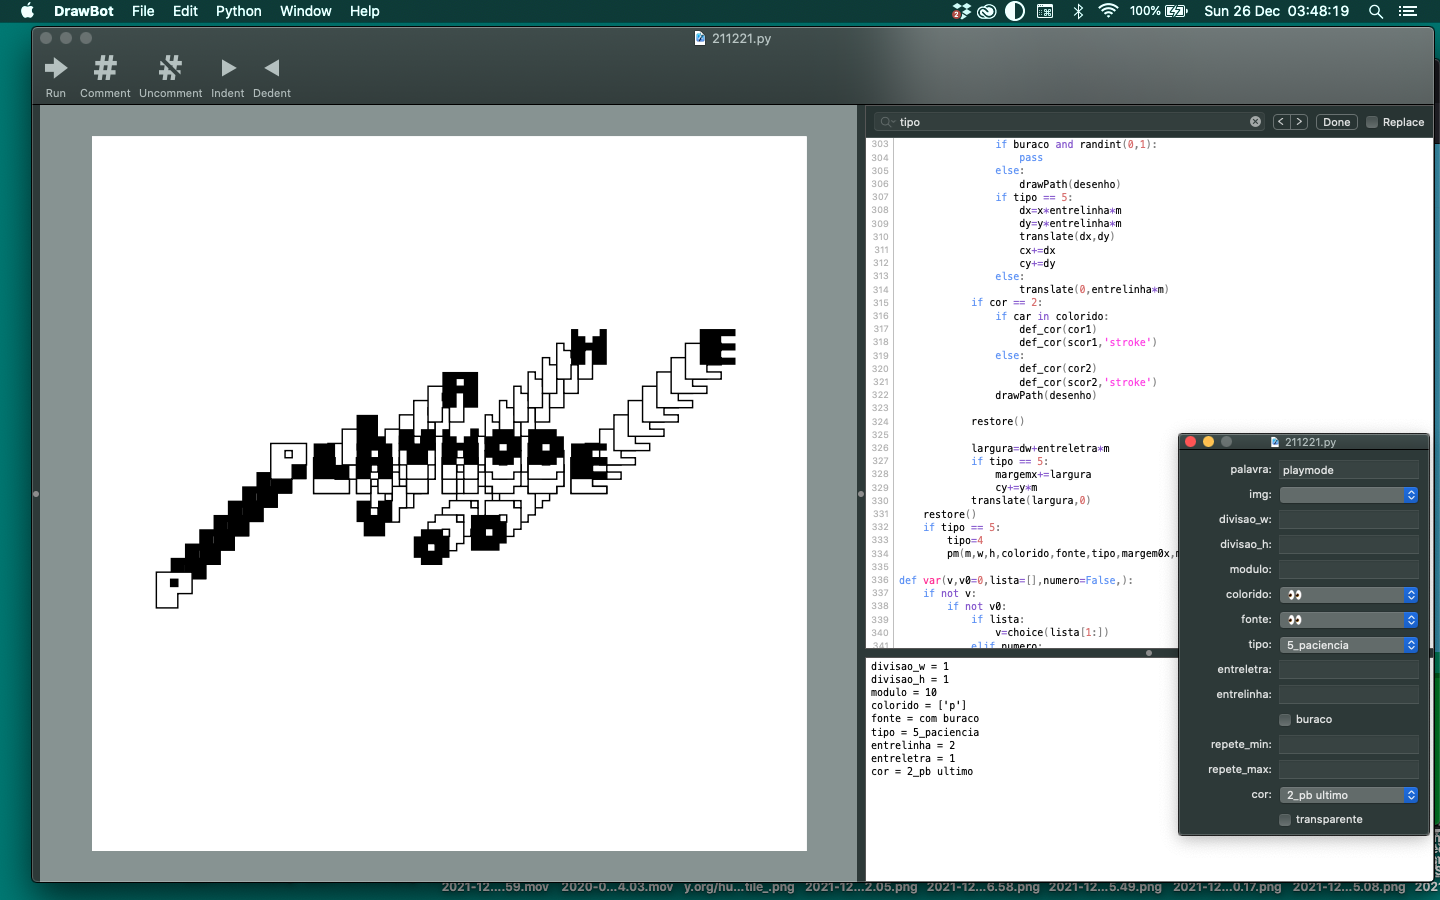 DrawBot File Edit Python Window Help
2 100% Sun 26 Dec 03:48:19
211221.py
Run Comment Uncomment Indent Dedent
tipo
< > Done Replace
303 if buraco and randint(0,1):
304 pass
305 else:
306 drawPath(desenho)
307 if tipo == 5:
308 dx=x*entrelinha*m
309 dy=y*entrelinha*m
310 translate(dx,dy)
311 cx+=dx
312 cy+=dy
313 else:
314 translate(0,entrelinha*m)
315 if cor == 2:
316 if car in colorido:
317 def_cor(cor1)
318 def_cor(scor1,'stroke')
319 else:
320 def_cor(cor2)
321 def_cor(scor2,'stroke')
322 drawPath(desenho)
323
324 restore()
325
326 largura=dw+entreletra*m
327 if tipo == 5:
328 margemx+=largura
329 cy+=y*m
330 translate(largura,0)
331 restore()
332 if tipo == 5:
333 tipo=4
334 pm(m,w,h,colorido,fonte,tipo,margem0x,
335
336 def var(v,v0=0,lista=[],numero=False,):
337 if not v:
338 if not v0:
339 if lista:
340 v=choice(lista[1:])
341 elif numero:
divisao_w = 1
divisao_h = 1
modulo = 10
colorido = ['p']
fonte = com buraco
tipo = 5_paciencia
entrelinha = 2
entreletra = 1
cor = 2_pb ultimo
211221.py
palavra: playmode
img:
divisao_w:
divisao_h:
modulo:
colorido: 👀
fonte: 👀
tipo: 5_paciencia
entreletra:
entrelinha:
buraco
repete_min:
repete_max:
cor: 2_pb ultimo
transparente
W E
A
P L A Y M O D E
Y O D
P
2021-12....59.mov 2020-0...4.03.mov y.org/hu...tile_.png 2021-12...2.05.png 2021-12...6.58.png 2021-12...5.49.png 2021-12...0.17.png 2021-12...5.08.png 202